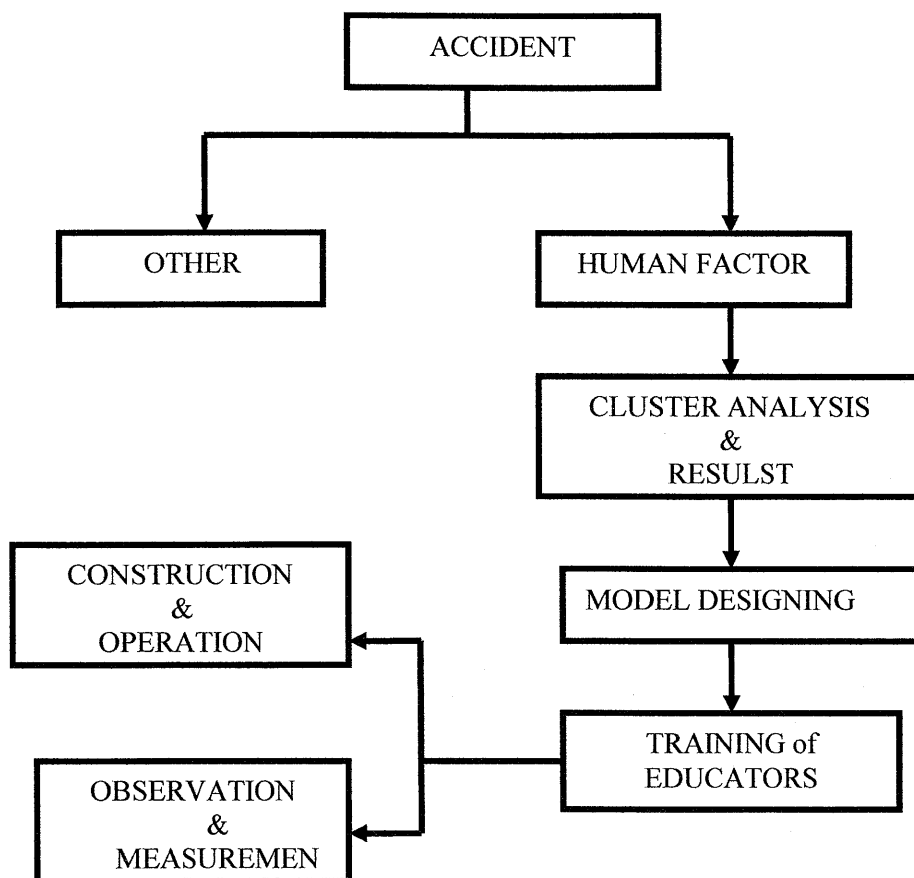 ACCIDENT
OTHER
HUMAN FACTOR
CLUSTER ANALYSIS
&
RESULST
MODEL DESIGNING
TRAINING of
EDUCATORS
CONSTRUCTION
&
OPERATION
OBSERVATION
&
MEASUREMEN